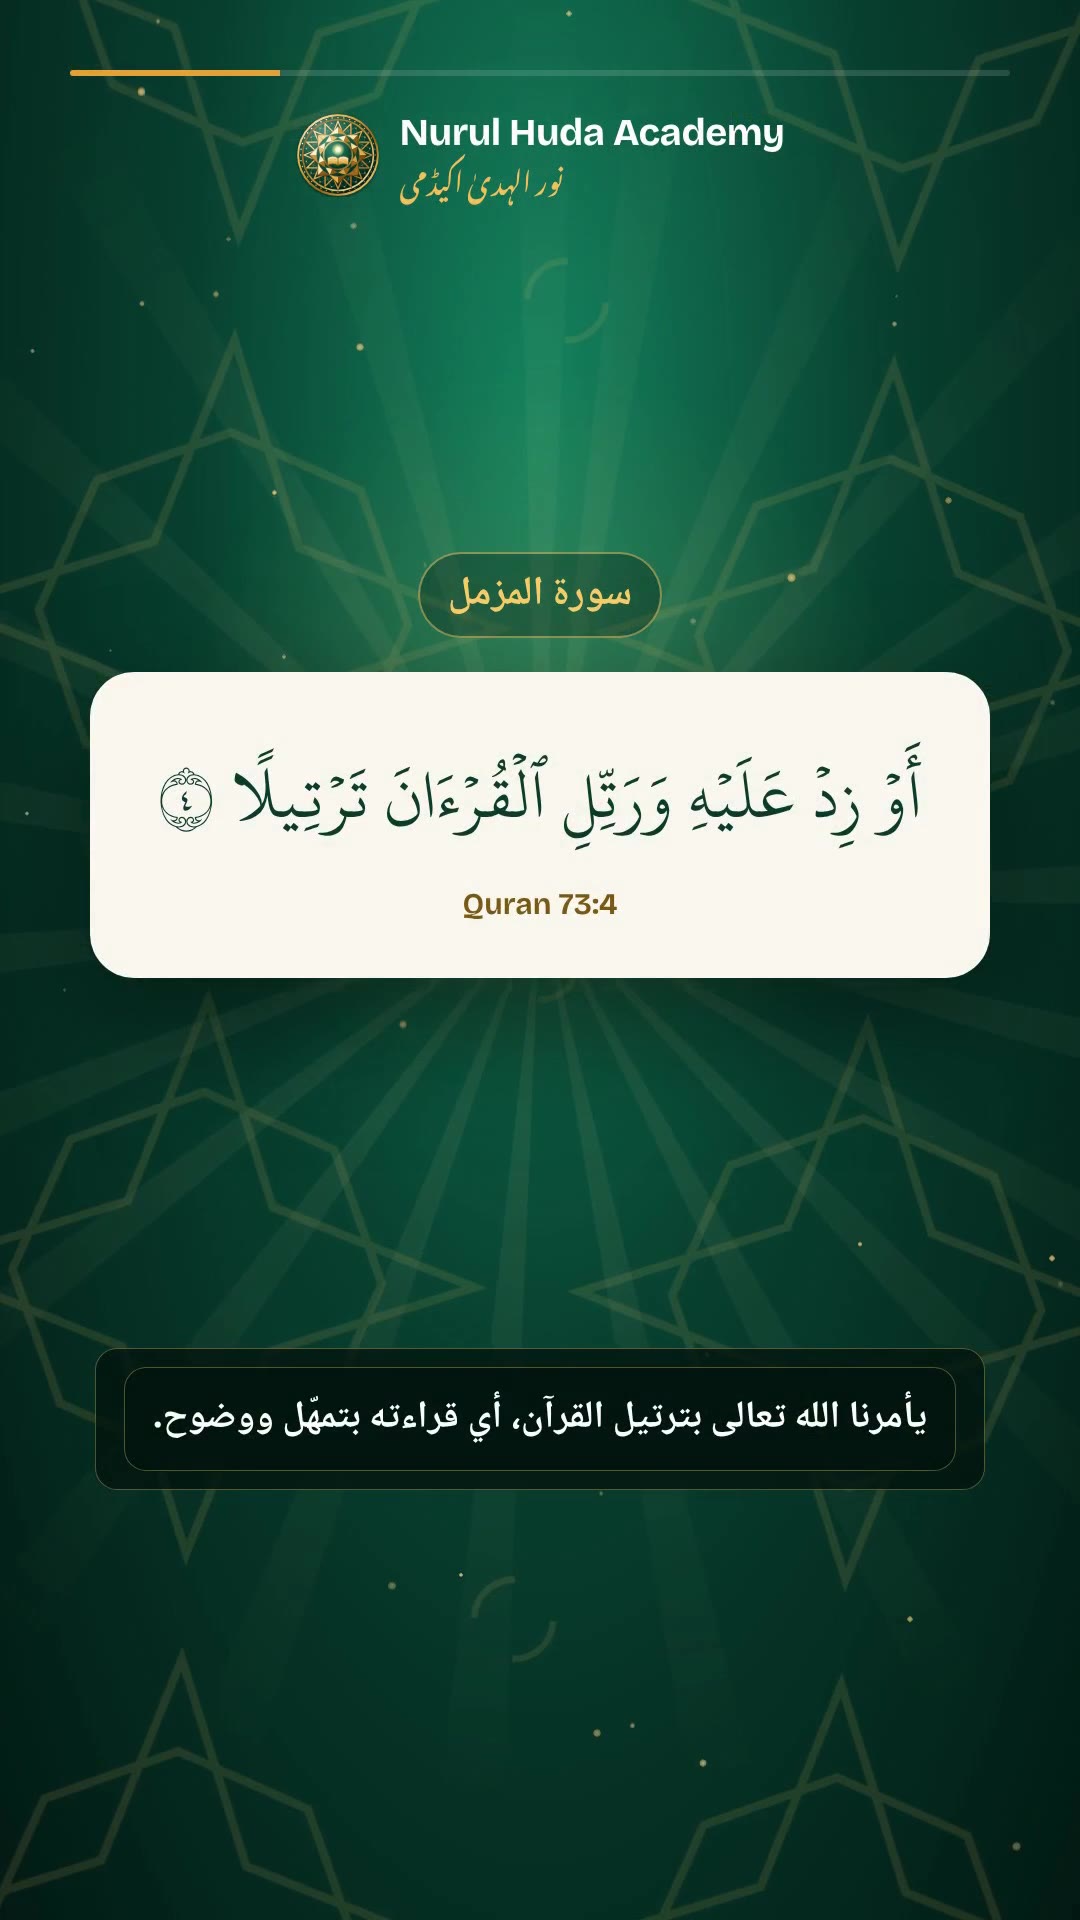 Nurul Huda Academy
نور الہدیٰ اکیڈمی
سورة المزمل
أَوۡ زِدۡ عَلَيۡهِ وَرَتِّلِ ٱلۡقُرۡءَانَ تَرۡتِيلًا ٤
Quran 73:4
يأمرنا الله تعالى بترتيل القرآن، أي قراءته بتمهّل ووضوح.